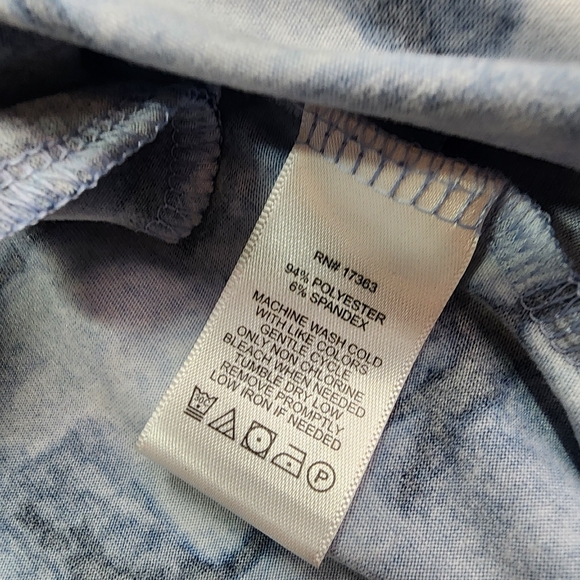 RN# 17363
94% POLYESTER
6% SPANDEX
MACHINE WASH COLD
WITH LIKE COLORS
GENTLE CYCLE
ONLY NON CHLORINE
BLEACH WHEN NEEDED
TUMBLE DRY LOW
REMOVE PROMPTLY
LOW IRON IF NEEDED
30C P